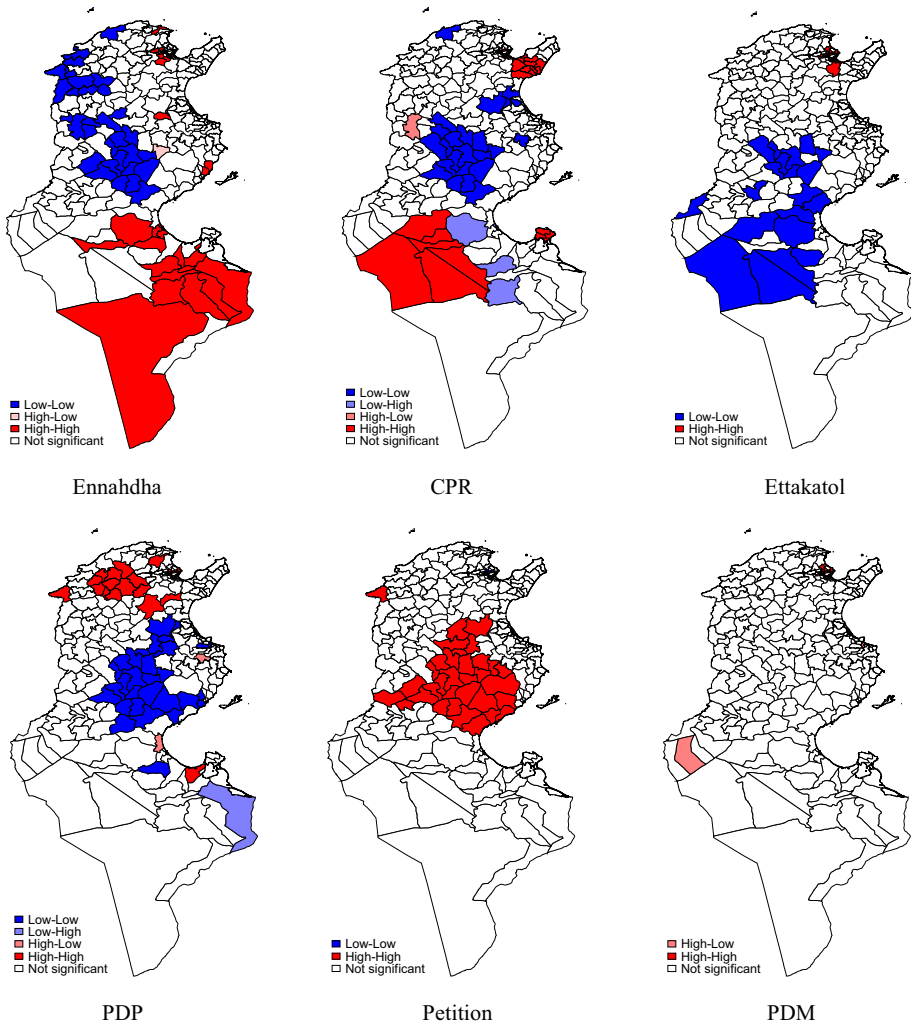 Low-Low
High-Low
High-High
Not significant
Ennahdha
Low-Low
Low-High
High-Low
High-High
Not significant
CPR
Low-Low
High-High
Not significant
Ettakatol
Low-Low
Low-High
High-Low
High-High
Not significant
PDP
Low-Low
High-High
Not significant
Petition
High-Low
High-High
Not significant
PDM